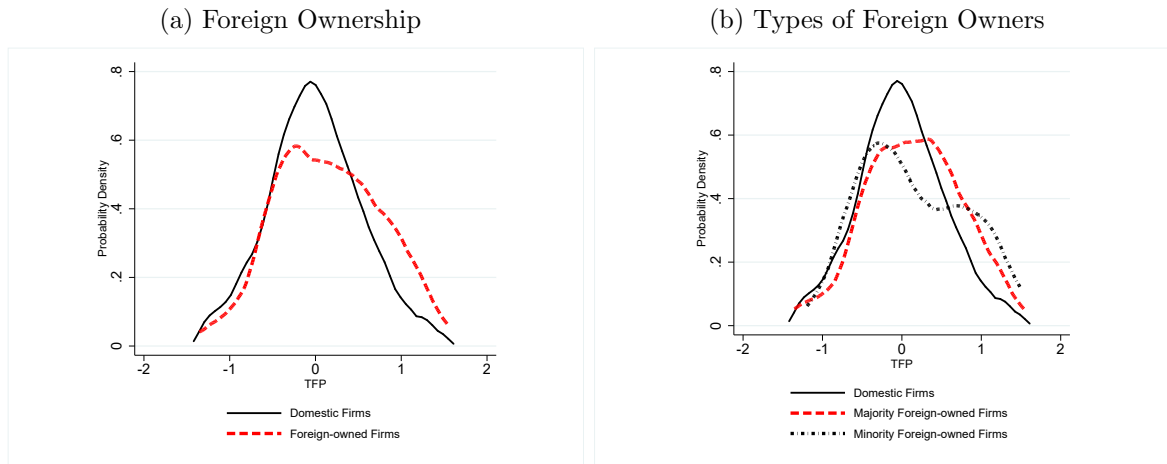 (a) Foreign Ownership
Probability Density
.8
.6
.4
.2
0
-2
-1
0
1
2
TFP
Domestic Firms
Foreign-owned Firms
(b) Types of Foreign Owners
Probability Density
.8
.6
.4
.2
0
-2
-1
0
1
2
TFP
Domestic Firms
Majority Foreign-owned Firms
Minority Foreign-owned Firms